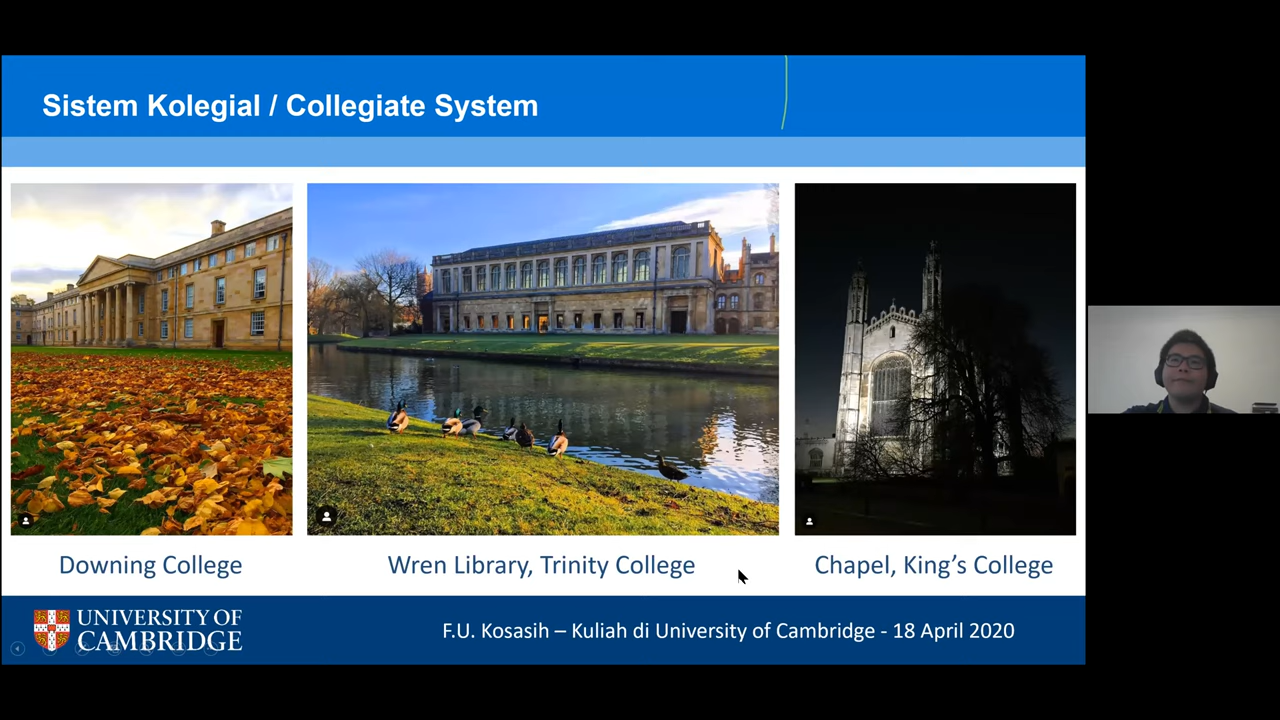 Sistem Kolegial / Collegiate System
Downing College
Wren Library, Trinity College
Chapel, King’s College
UNIVERSITY OF
CAMBRIDGE
F.U. Kosasih – Kuliah di University of Cambridge - 18 April 2020